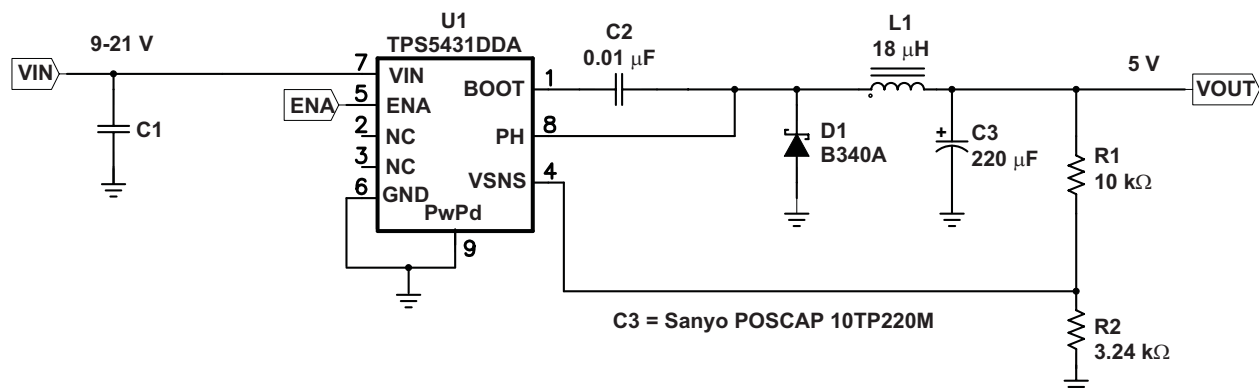 U1
TPS5431DDA
9-21 V
VIN
7
VIN
ENA
5
ENA
2
NC
3
NC
6
GND
PwPd
9
BOOT
1
PH
8
VSNS
4
C1
C2
0.01 μF
L1
18 μH
5 V
VOUT
D1
B340A
+
C3
220 μF
R1
10 kΩ
C3 = Sanyo POSCAP 10TP220M
R2
3.24 kΩ